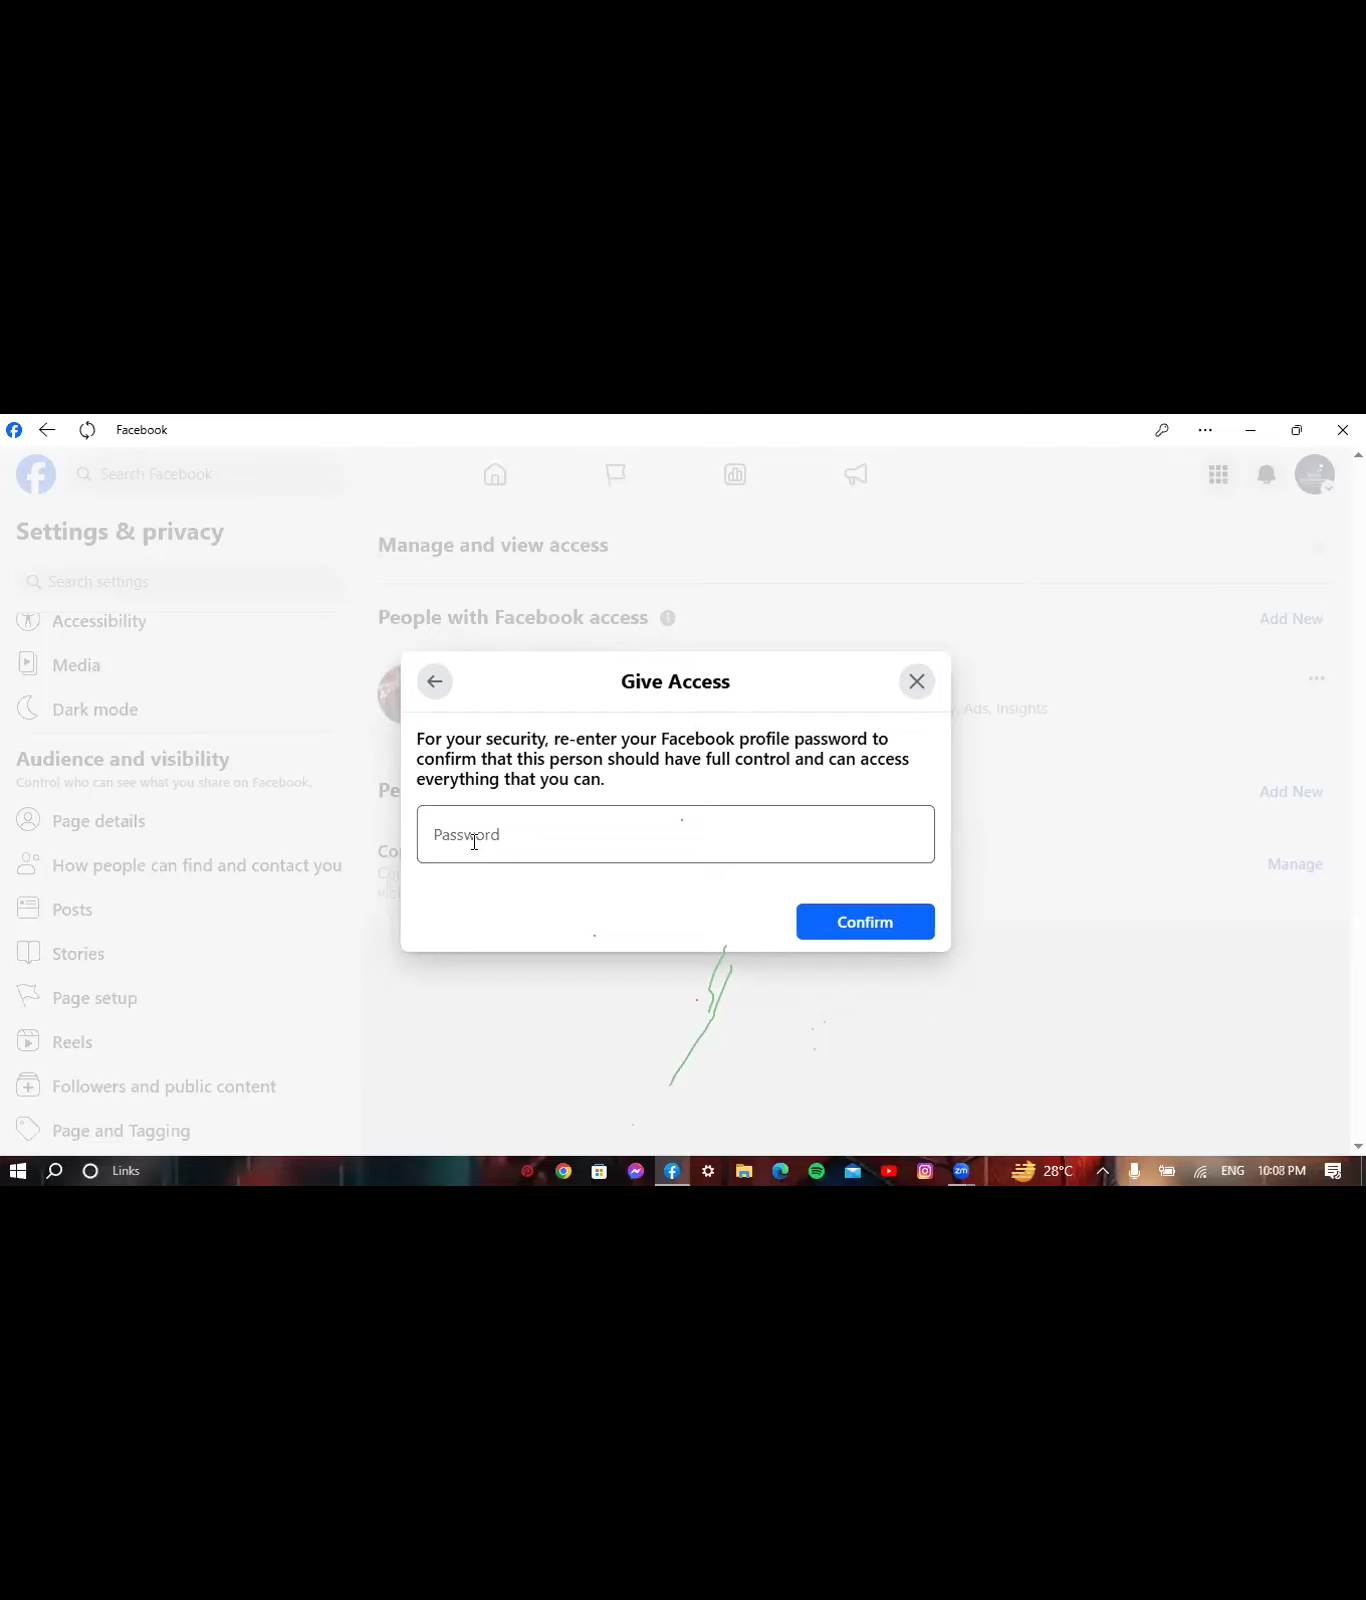 Facebook
Search Facebook
Settings & privacy
Search settings
Accessibility
Media
Dark mode
Audience and visibility
Control who can see what you share on Facebook.
Page details
How people can find and contact you
Posts
Stories
Page setup
Reels
Followers and public content
Page and Tagging
Manage and view access
People with Facebook access
Add New
Ads, Insights
Add New
Manage
Give Access
For your security, re-enter your Facebook profile password to
confirm that this person should have full control and can access
everything that you can.
Password
Confirm
Links
zm
28°C
ENG
10:08 PM